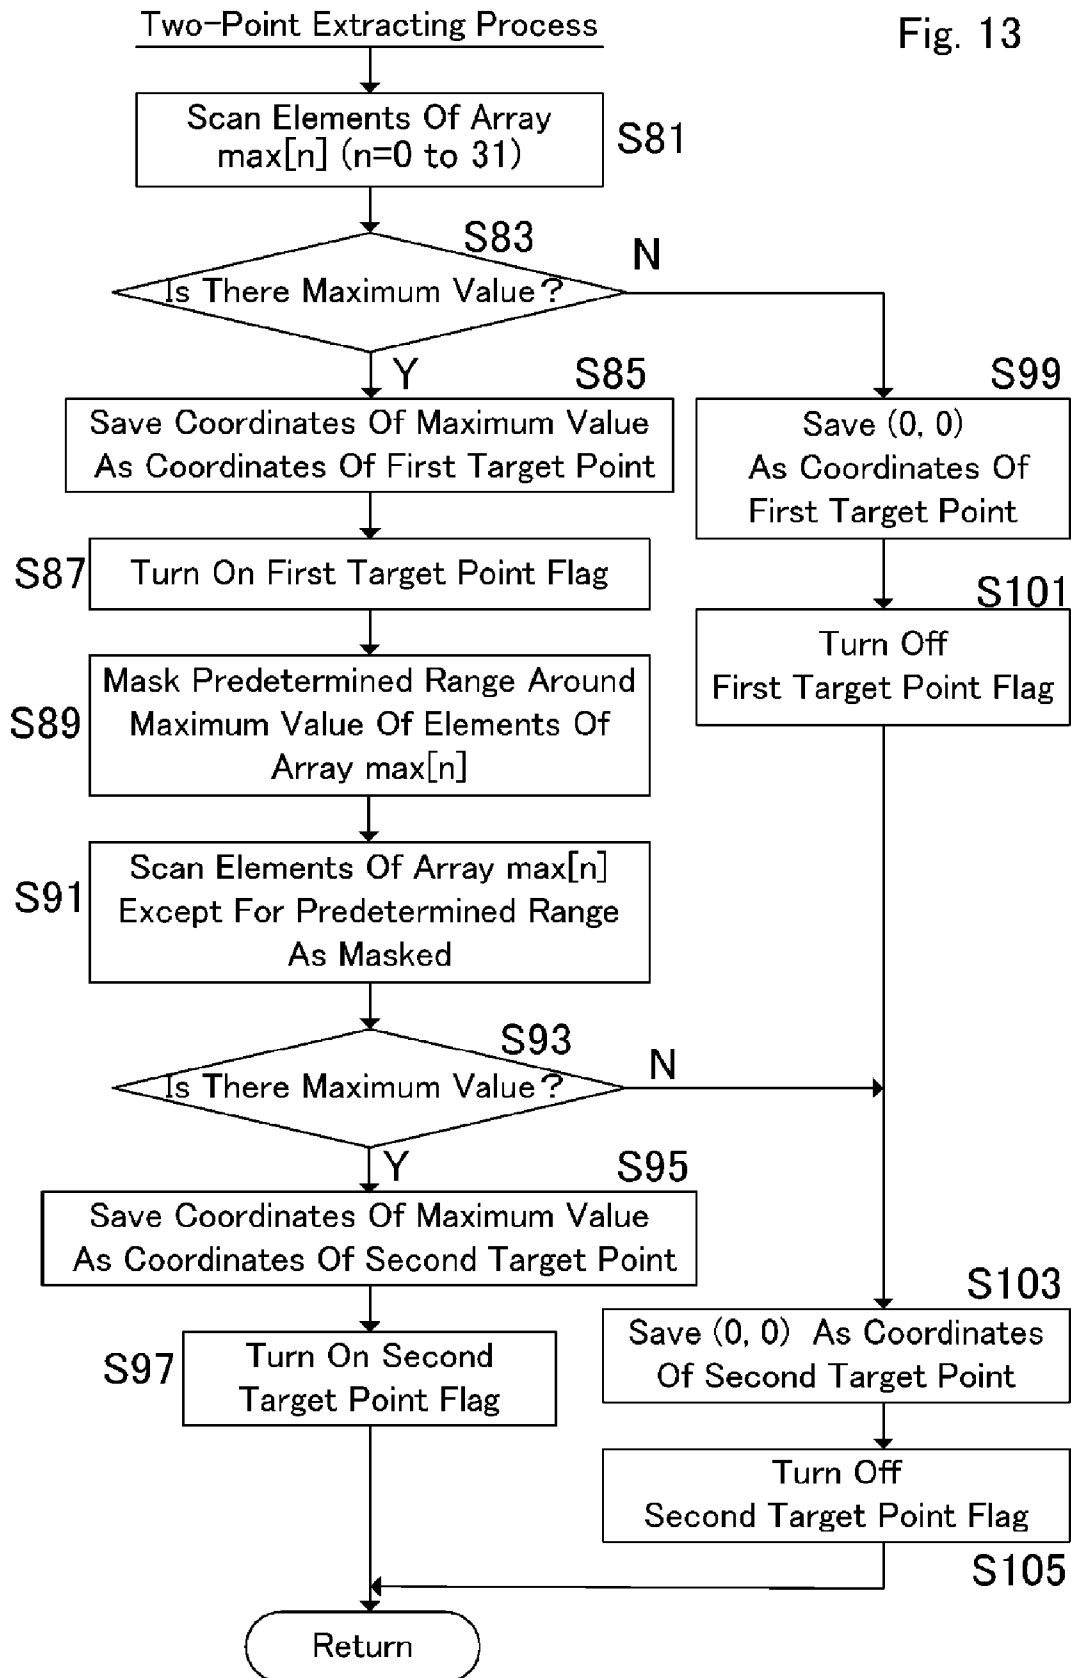 Two-Point Extracting Process
Fig. 13
Scan Elements Of Array
max[n] (n=0 to 31)
S81
S83
Is There Maximum Value?
N
Y
S85
Save Coordinates Of Maximum Value
As Coordinates Of First Target Point
S99
Save (0, 0)
As Coordinates Of
First Target Point
S87
Turn On First Target Point Flag
S101
Turn Off
First Target Point Flag
S89
Mask Predetermined Range Around
Maximum Value Of Elements Of
Array max[n]
S91
Scan Elements Of Array max[n]
Except For Predetermined Range
As Masked
S93
Is There Maximum Value?
N
Y
S95
Save Coordinates Of Maximum Value
As Coordinates Of Second Target Point
S103
Save (0, 0) As Coordinates
Of Second Target Point
S97
Turn On Second
Target Point Flag
Turn Off
Second Target Point Flag
S105
Return